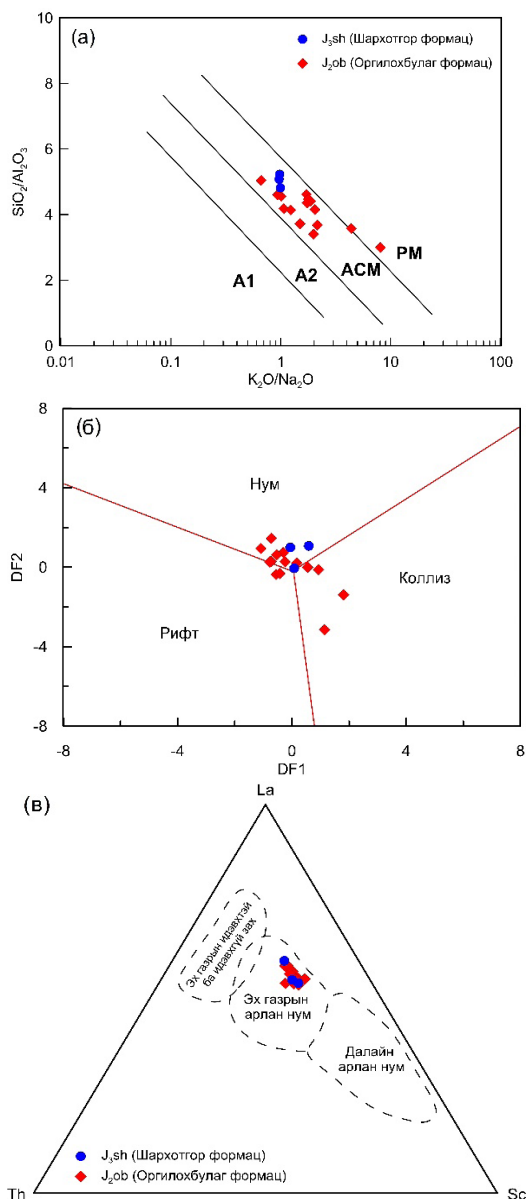 (а)
J₃sh (Шархотгор формац)
J₂ob (Оргилохбулаг формац)
10
8
6
4
2
0
SiO₂/Al₂O₃
A1
A2
ACM
PM
0.01
0.1
1
10
100
K₂O/Na₂O
(б)
8
4
0
-4
-8
DF2
Нум
Рифт
Коллиз
-8
-4
0
4
8
DF1
(в)
La
Эх газрын идэвхтэй
ба идэвхгүй зах
Эх газрын
арлан нум
Далайн
арлан нум
J₃sh (Шархотгор формац)
J₂ob (Оргилохбулаг формац)
Th
Sc